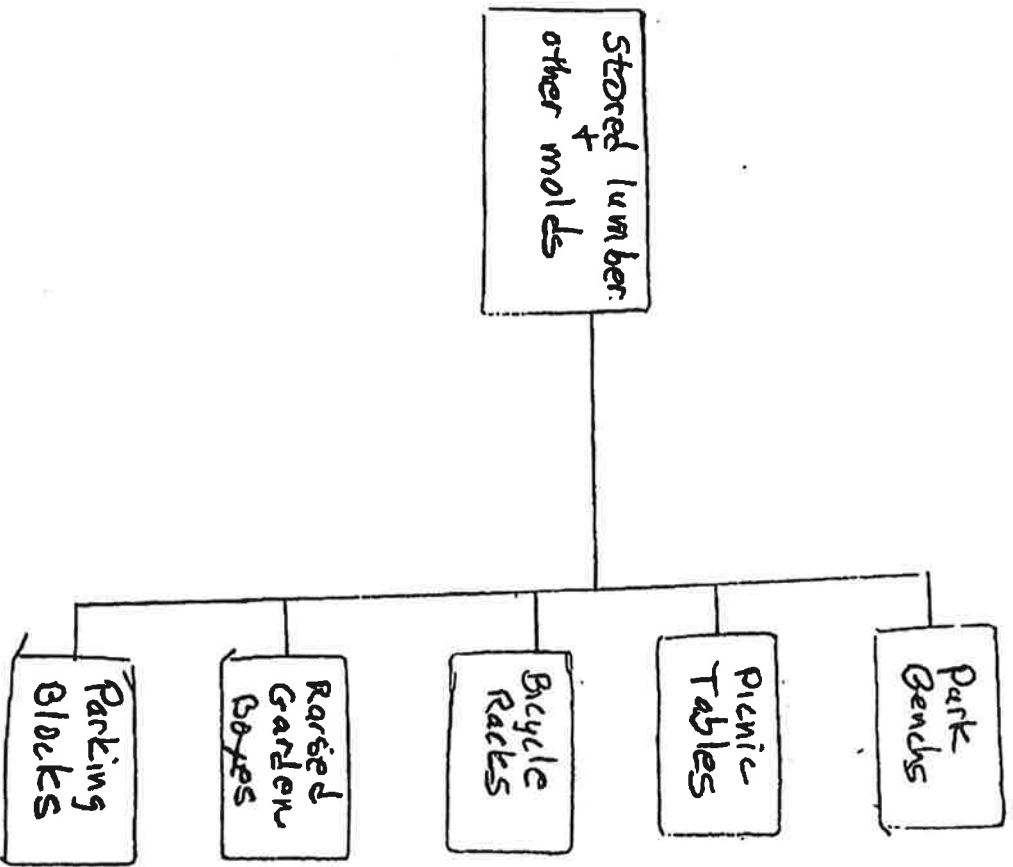 Stored lumber
+
other molds
Park
Benchs
Picnic
Tables
Bicycle
Racks
Raised
Garden
Boxes
Parking
Blocks